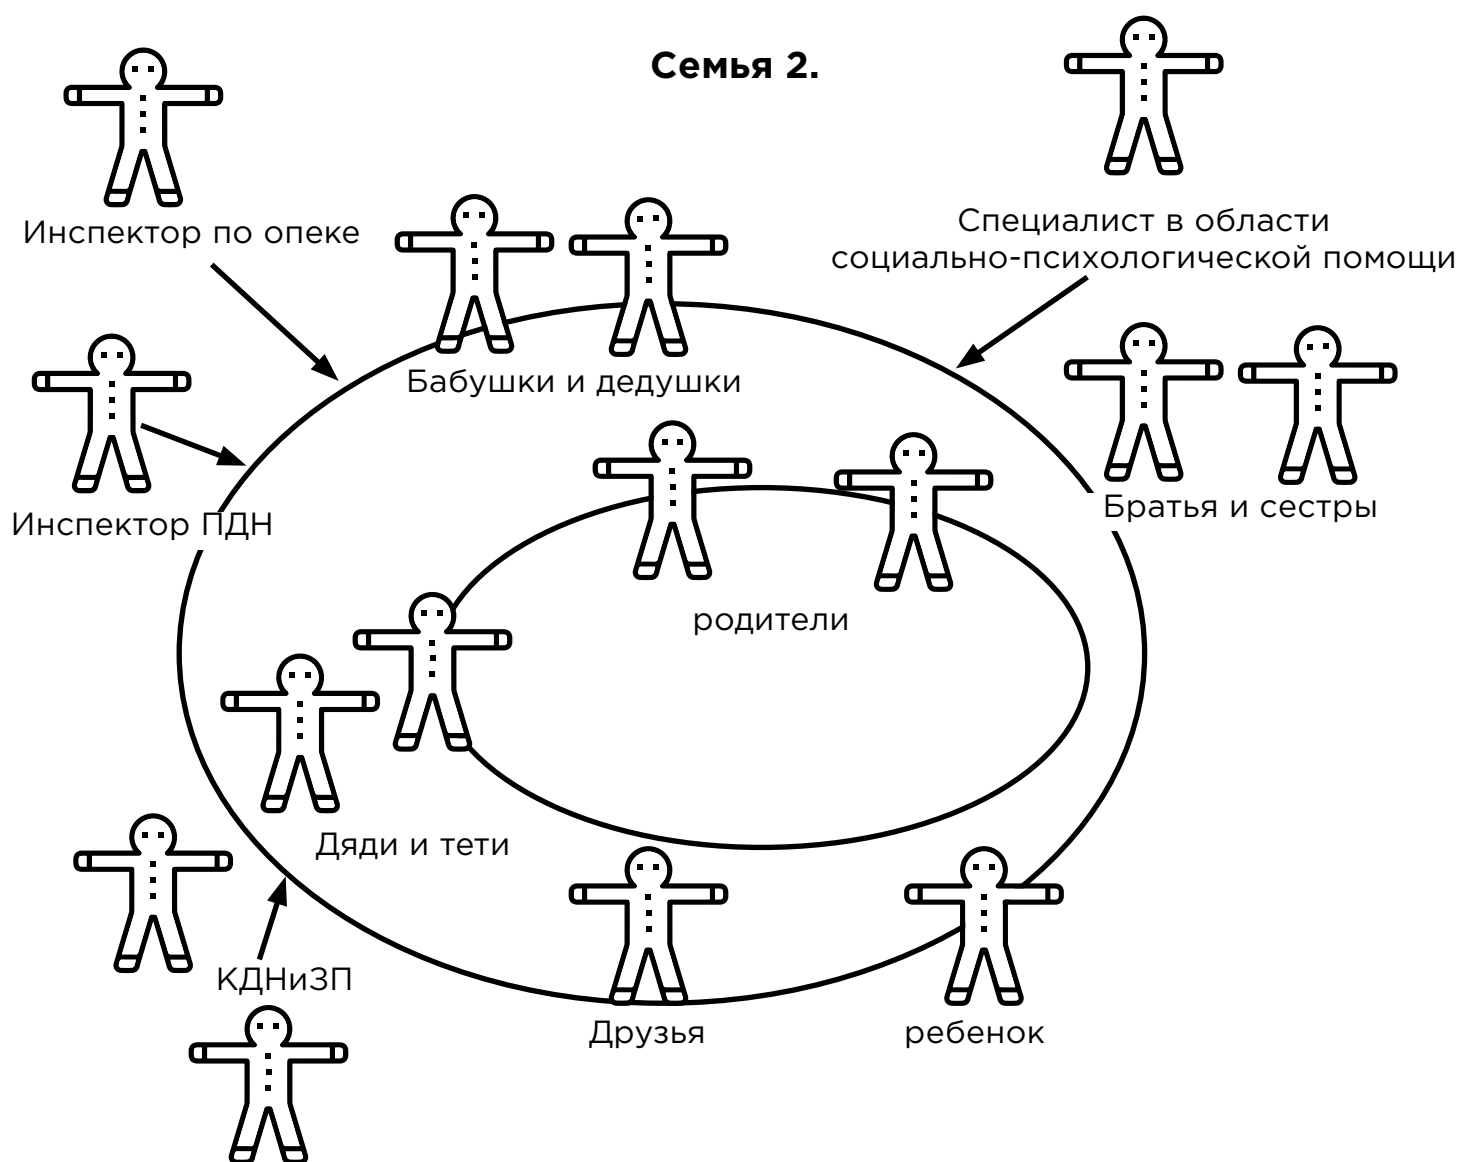 Семья 2.
Инспектор по опеке
Специалист в области
социально-психологической помощи
Бабушки и дедушки
Братья и сестры
Инспектор ПДН
родители
Дяди и тети
КДНиЗП
Друзья
ребенок